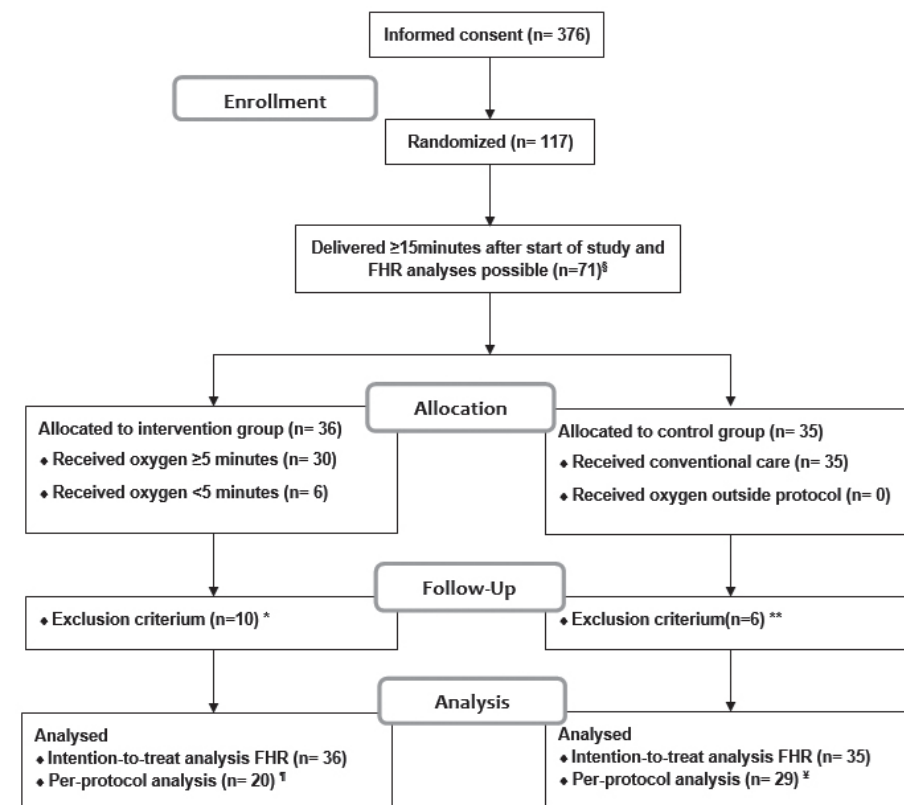 Informed consent (n= 376)
Enrollment
Randomized (n= 117)
Delivered ≥15minutes after start of study and
FHR analyses possible (n=71)§
Allocation
Allocated to intervention group (n= 36)
♦ Received oxygen ≥5 minutes (n= 30)
♦ Received oxygen <5 minutes (n= 6)
Allocated to control group (n= 35)
♦ Received conventional care (n= 35)
♦ Received oxygen outside protocol (n= 0)
Follow-Up
♦ Exclusion criterium (n=10) *
♦ Exclusion criterium(n=6) **
Analysis
Analysed
♦ Intention-to-treat analysis FHR (n= 36)
♦ Per-protocol analysis (n= 20) ¶
Analysed
♦ Intention-to-treat analysis FHR (n= 35)
♦ Per-protocol analysis (n= 29) ¥